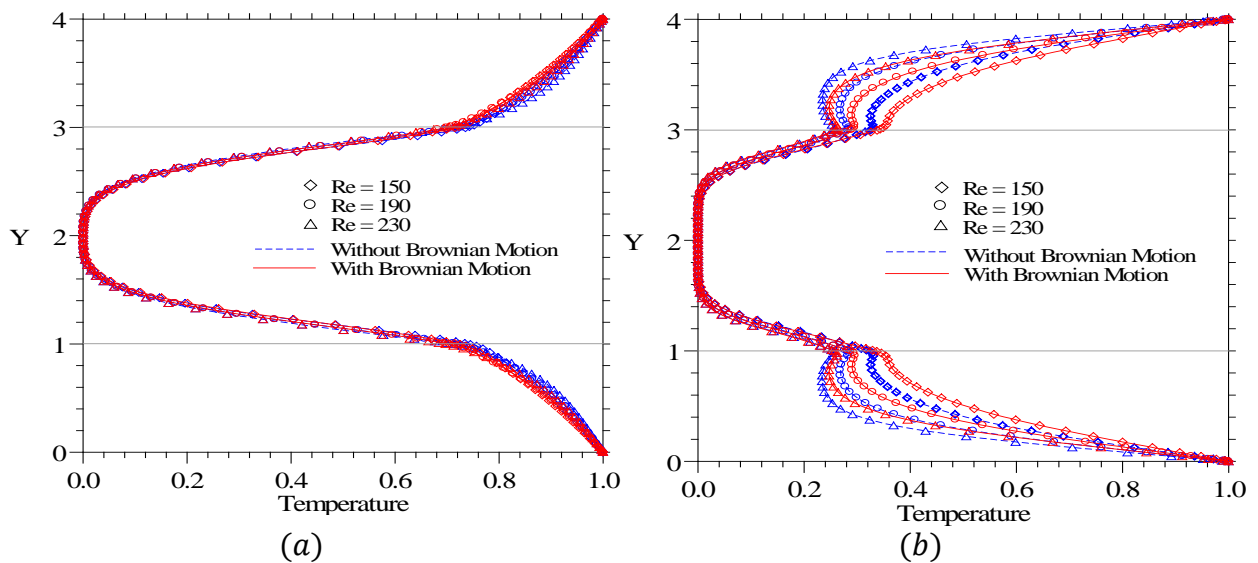 4
3
Y 2
1
0
0.0 0.2 0.4 0.6 0.8 1.0
Temperature
Re = 150
Re = 190
Re = 230
Without Brownian Motion
With Brownian Motion
(a)
4
3
Y 2
1
0
0.0 0.2 0.4 0.6 0.8 1.0
Temperature
Re = 150
Re = 190
Re = 230
Without Brownian Motion
With Brownian Motion
(b)